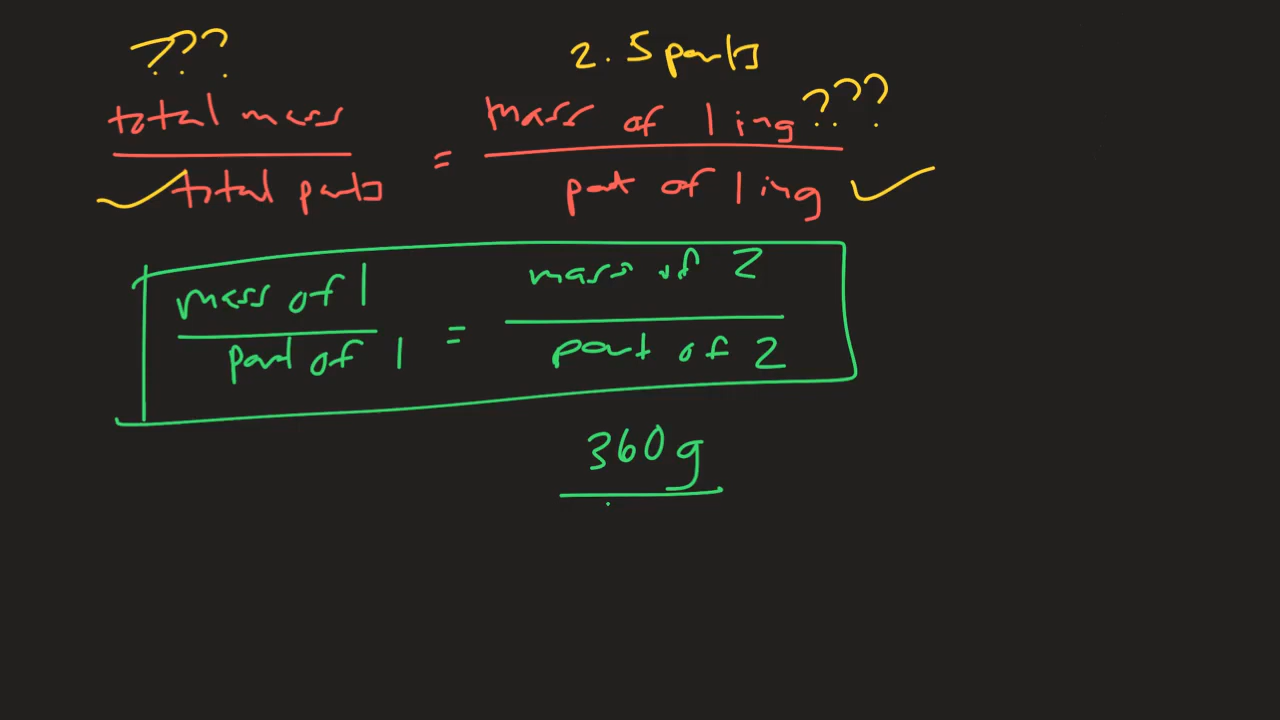 ??? 2.5 parts
total mass = mass of 1 ing ???
total parts part of 1 ing
mass of 1 = mass of 2
part of 1 part of 2
360g